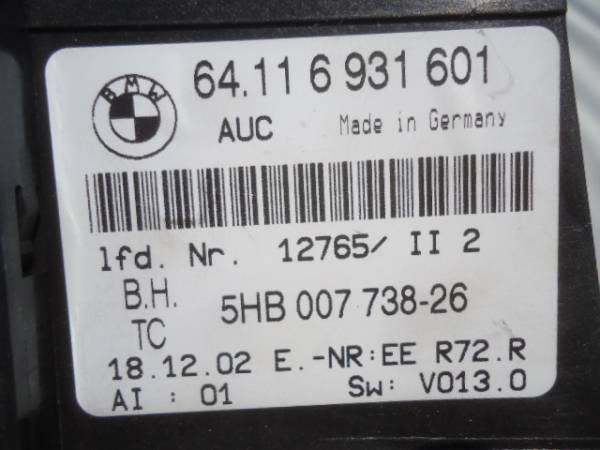 BMW
64.11 6 931 601
AUC Made in Germany
lfd. Nr. 12765/ II 2
B.H. 5HB 007 738-26
TC
18.12.02 E.-NR:EE R72.R
AI : 01 Sw: V013.0